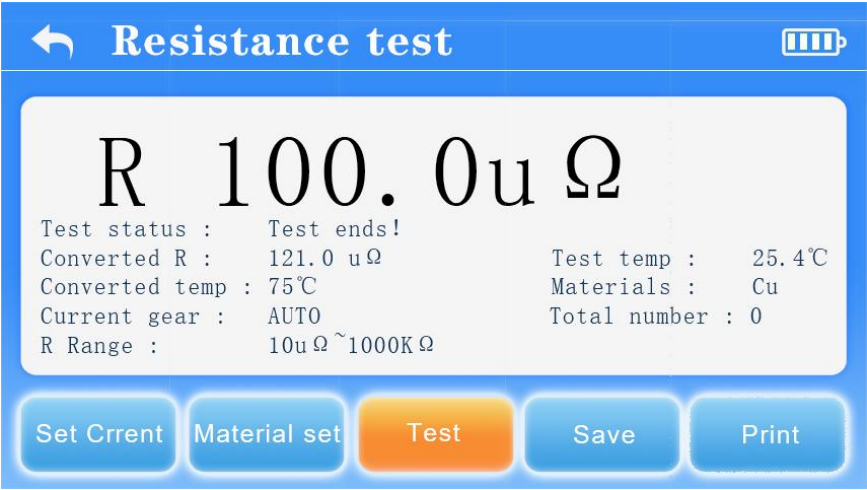 Resistance test
R 100.0uΩ
Test status : Test ends!
Converted R : 121.0 uΩ Test temp : 25.4℃
Converted temp : 75℃ Materials : Cu
Current gear : AUTO Total number : 0
R Range : 10uΩ~1000KΩ
Set Crrent Material set Test Save Print